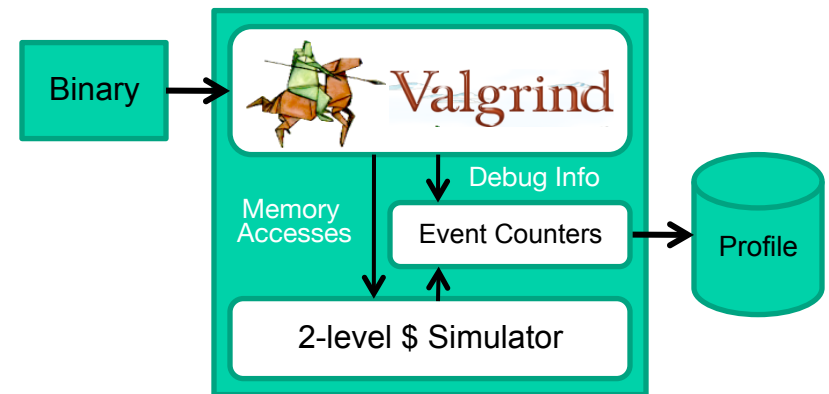 Binary
Valgrind
Debug Info
Memory
Accesses
Event Counters
Profile
2-level $ Simulator